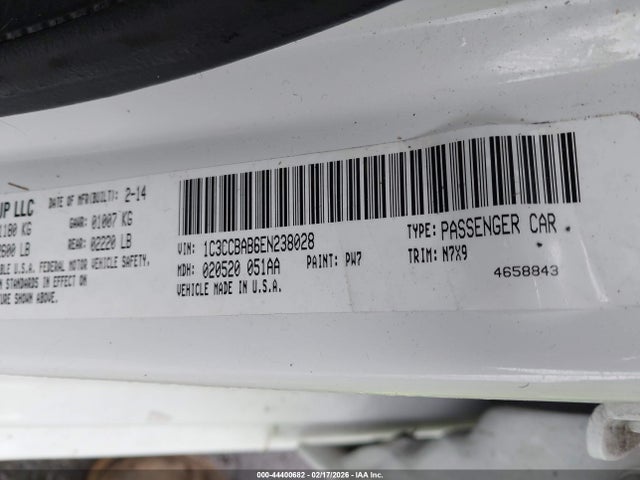 UP LLC DATE OF MFR(BUILT): 2-14
1180 KG GAWR: 01007 KG
2600 LB REAR: 02220 LB
U.S.A. FEDERAL MOTOR VEHICLE SAFETY.
STANDARDS IN EFFECT ON
SHOWN ABOVE.
VIN: 1C3CCBAB6EN238028 TYPE: PASSENGER CAR
MDH: 020520 051AA PAINT: PW7 TRIM: N7X9
VEHICLE MADE IN U.S.A. 4658843
000-44400682 - 02/17/2026 - IAA Inc.